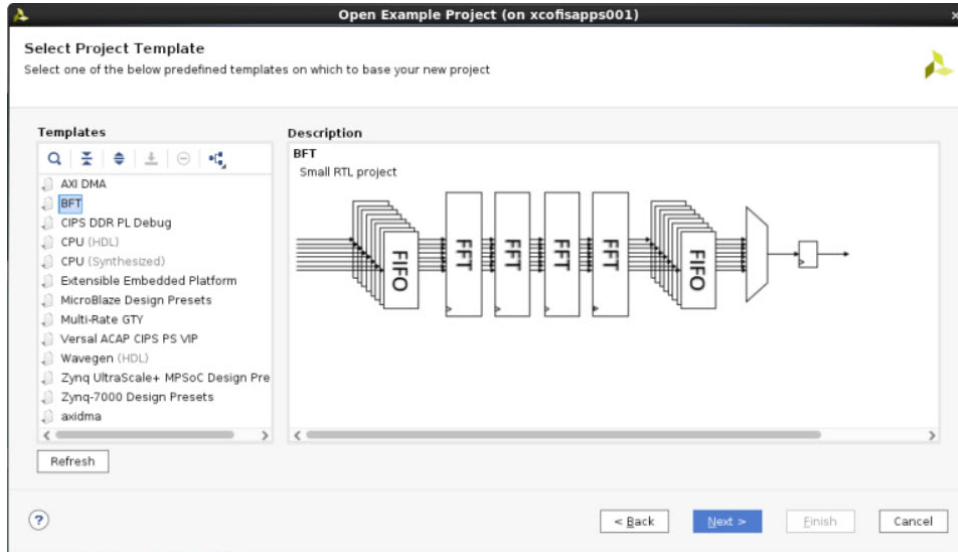 Open Example Project (on xcofisapps001)
x
Select Project Template
Select one of the below predefined templates on which to base your new project
Templates
AXI DMA
BFT
CIPS DDR PL Debug
CPU (HDL)
CPU (Synthesized)
Extensible Embedded Platform
MicroBlaze Design Presets
Multi-Rate GTY
Versal ACAP CIPS PS VIP
Wavegen (HDL)
Zynq UltraScale+ MPSoC Design Pre
Zynq-7000 Design Presets
axidma
Refresh
Description
BFT
Small RTL project
FIFO
FFT
FFT
FFT
FFT
FIFO
?
< Back
Next >
Finish
Cancel